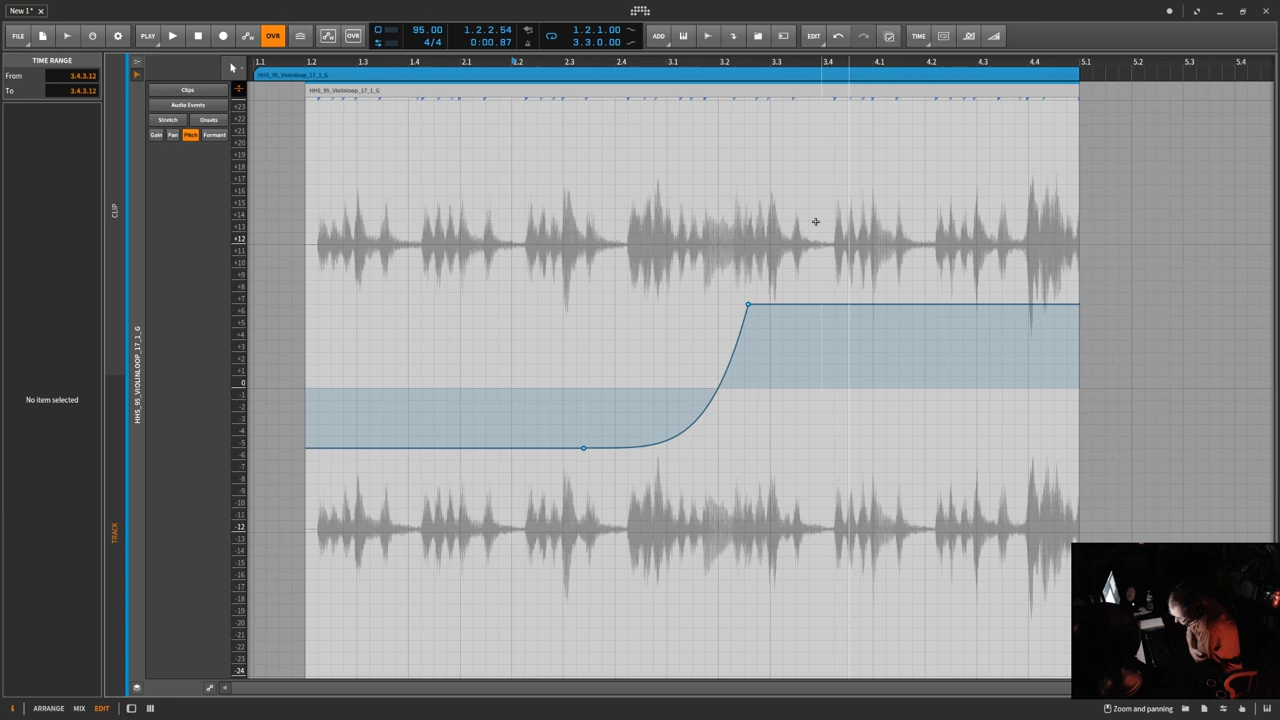 New 1* ×
FILE PLAY OVR OVR 95.00 4/4 1.2.2.54 0:00.87 1.2.1.00 3.3.0.00 ADD EDIT TIME
TIME RANGE
From 3.4.3.12
To 3.4.3.12
No item selected
CLIP
TRACK
HHS_95_VIOLINLOOP_17_1_G
Clips
Audio Events
Stretch Onsets
Gain Pan Pitch Formant
1.1 1.2 1.3 1.4 2.1 2.2 2.3 2.4 3.1 3.2 3.3 3.4 4.1 4.2 4.3 4.4 5.1 5.2 5.3 5.4
HHS_95_Violinloop_17_1_G
HHS_95_Violinloop_17_1_G
+23
+22
+21
+20
+19
+18
+17
+16
+15
+14
+13
+12
+11
+10
+9
+8
+7
+6
+5
+4
+3
+2
+1
0
-1
-2
-3
-4
-5
-6
-7
-8
-9
-10
-11
-12
-13
-14
-15
-16
-17
-18
-19
-20
-21
-22
-23
-24
i ARRANGE MIX EDIT Zoom and panning